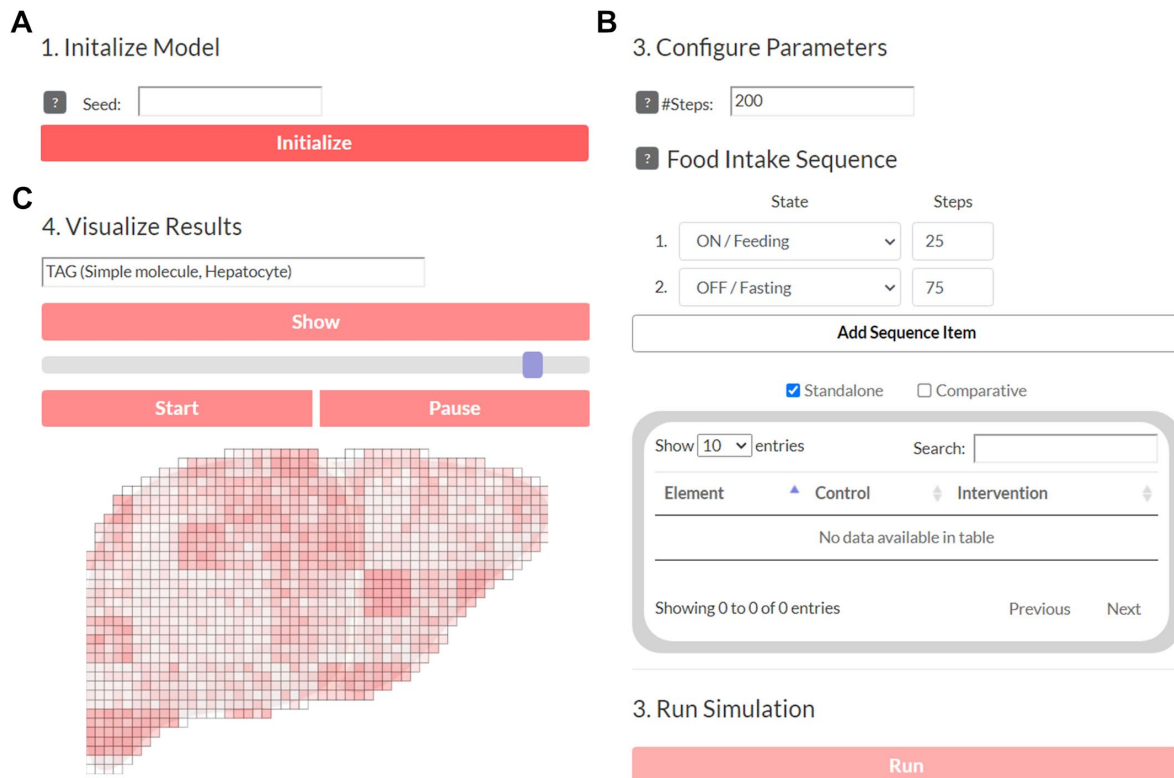 A
1. Initalize Model
? Seed:
Initialize
C
4. Visualize Results
TAG (Simple molecule, Hepatocyte)
Show
Start Pause
B
3. Configure Parameters
? #Steps: 200
? Food Intake Sequence
State Steps
1. ON / Feeding 25
2. OFF / Fasting 75
Add Sequence Item
Standalone Comparative
Show 10 entries Search:
Element Control Intervention
No data available in table
Showing 0 to 0 of 0 entries Previous Next
3. Run Simulation
Run